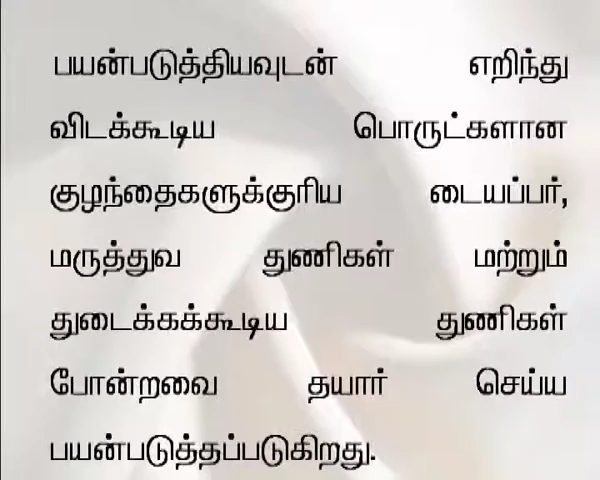 பயன்படுத்தியவுடன் எறிந்து
விடக்கூடிய பொருட்களான
குழந்தைகளுக்குரிய டையப்பர்,
மருத்துவ துணிகள் மற்றும்
துடைக்கக்கூடிய துணிகள்
போன்றவை தயார் செய்ய
பயன்படுத்தப்படுகிறது.